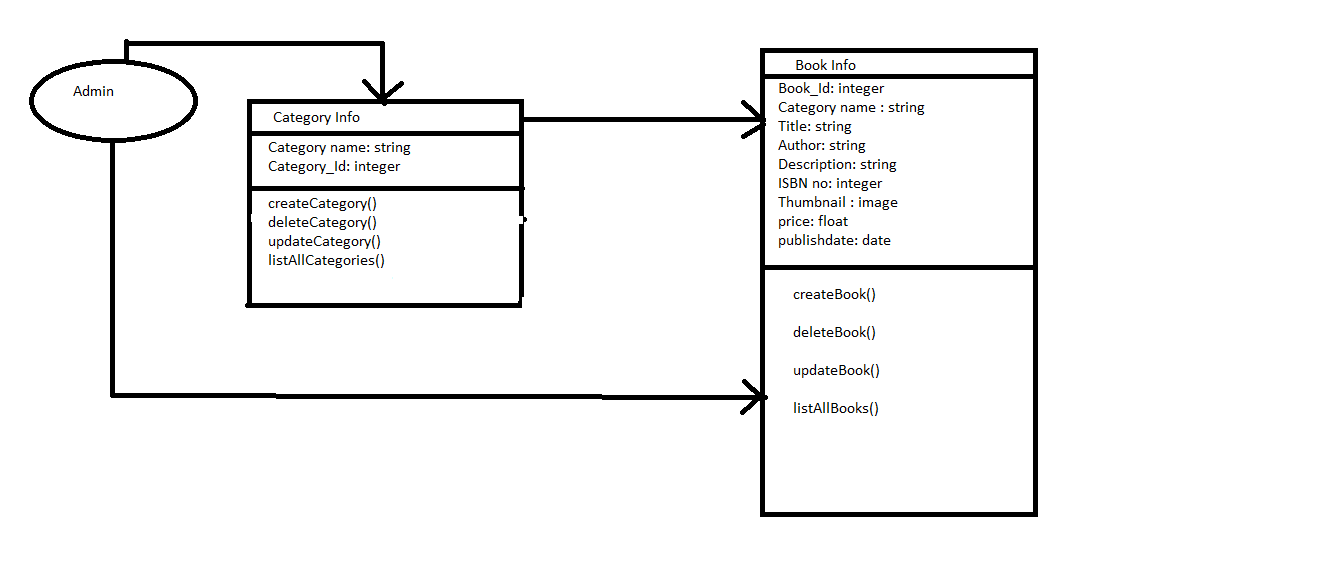 Admin
Category Info
Category name: string
Category_Id: integer
createCategory()
deleteCategory()
updateCategory()
listAllCategories()
Book Info
Book_Id: integer
Category name : string
Title: string
Author: string
Description: string
ISBN no: integer
Thumbnail : image
price: float
publishdate: date
createBook()
deleteBook()
updateBook()
listAllBooks()